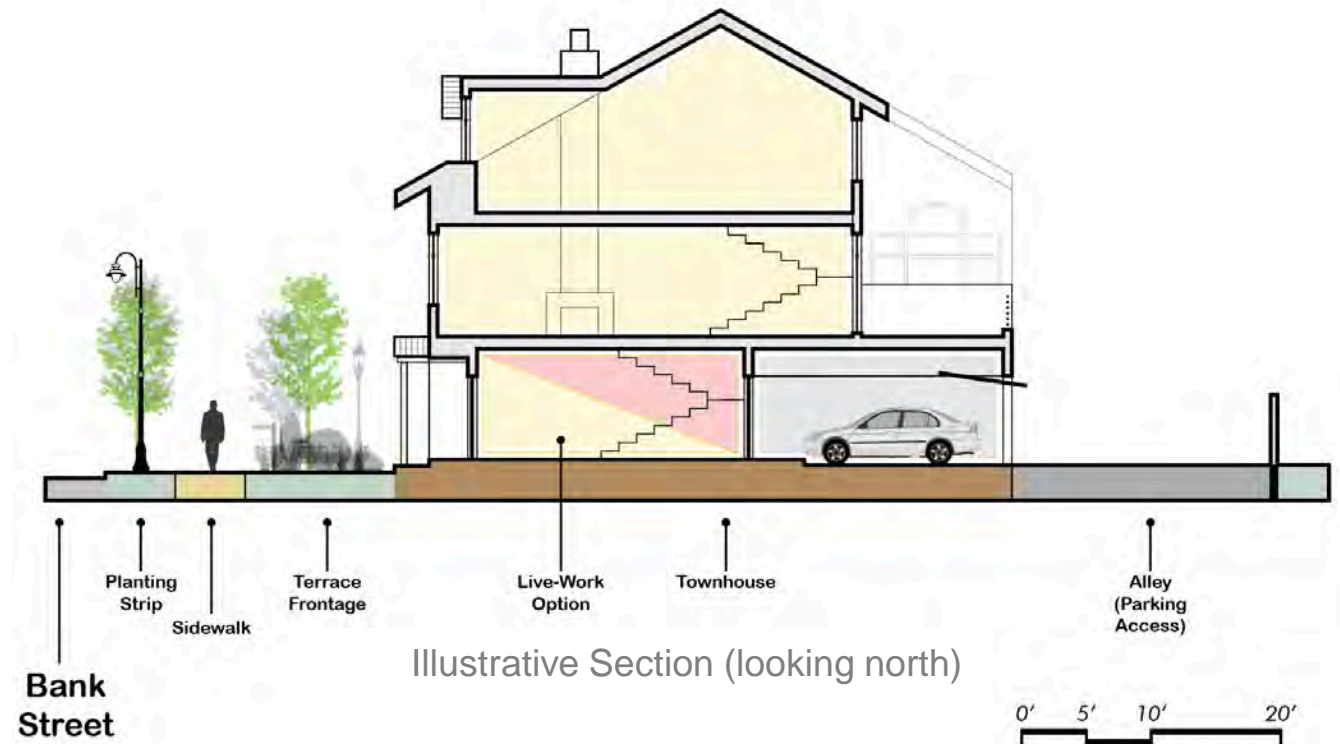 Planting
Strip
Sidewalk
Terrace
Frontage
Live-Work
Option
Townhouse
Alley
(Parking
Access)
Bank
Street
Illustrative Section (looking north)
0' 5' 10' 20'